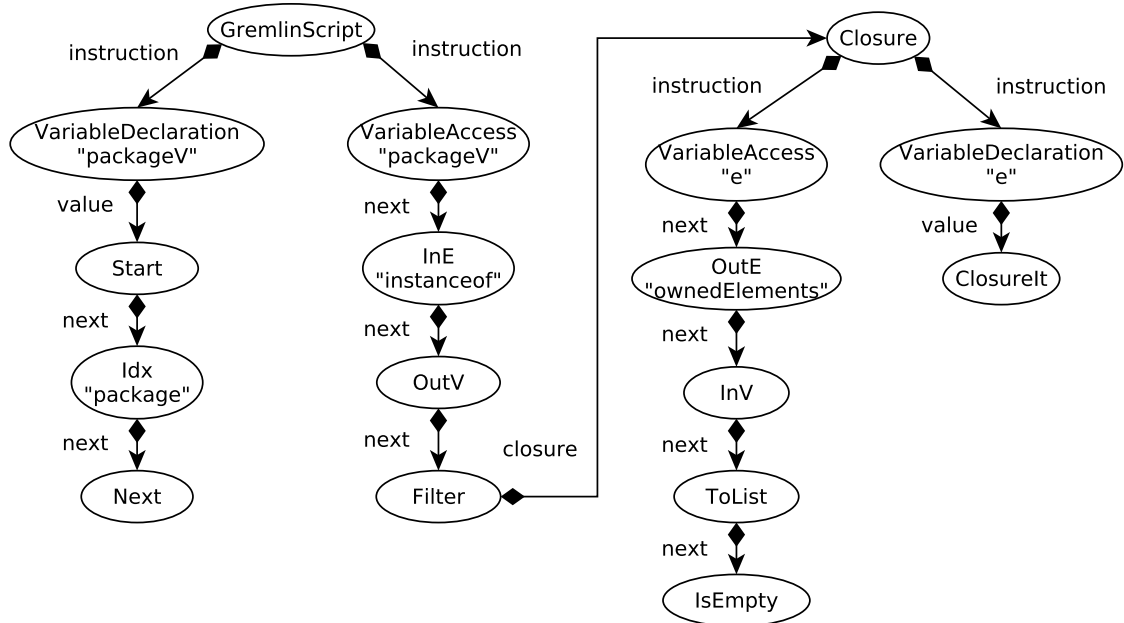 GremlinScript
instruction
instruction
VariableDeclaration
"packageV"
VariableAccess
"packageV"
value
next
Start
InE
"instanceof"
next
next
Idx
"package"
OutV
next
next
closure
Next
Filter
Closure
instruction
instruction
VariableAccess
"e"
VariableDeclaration
"e"
next
value
OutE
"ownedElements"
ClosureIt
next
InV
next
ToList
next
IsEmpty